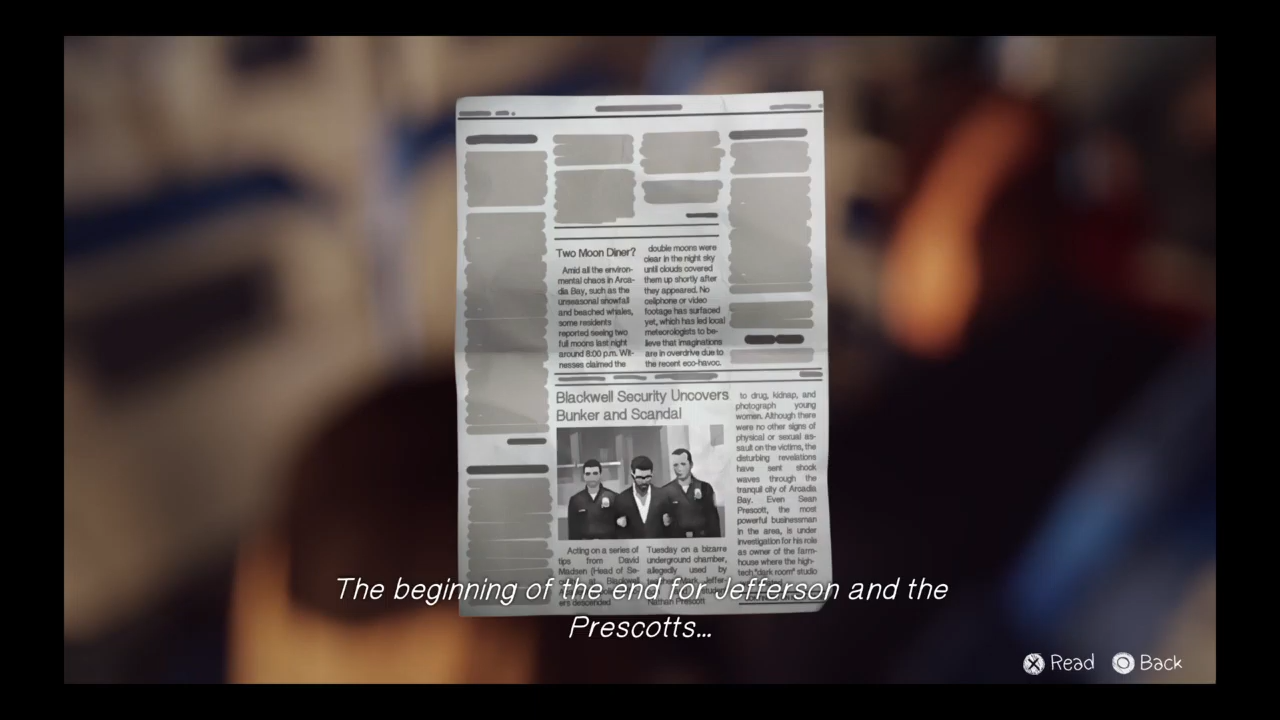 Two Moon Diner?
Amid all the environ-
mental chaos in Arca-
dia Bay, such as the
unseasonal snowfall
and beached whales,
some residents
reported seeing two
full moons last night
around 8:00 p.m. Wit-
nesses claimed the
double moons were
clear in the night sky
until clouds covered
them up shortly after
they appeared. No
cellphone or video
footage has surfaced
yet, which has led local
meteorologists to be-
lieve that imaginations
are in overdrive due to
the recent eco-havoc.
Blackwell Security Uncovers
Bunker and Scandal
Acting on a series of
tips from David
Madsen (Head of Se-
Blackwell
ers descended
Tuesday on a bizarre
underground chamber,
allegedly used by
Nathan Prescott
to drug, kidnap, and
photograph young
women. Although there
were no other signs of
physical or sexual as-
sault on the victims, the
disturbing revelations
have sent shock
waves through the
tranquil city of Arcadia
Bay. Even Sean
Prescott, the most
powerful businessman
in the area, is under
investigation for his role
as owner of the farm-
house where the high-
tech "dark room" studio
The beginning of the end for Jefferson and the
Prescotts...
Read Back